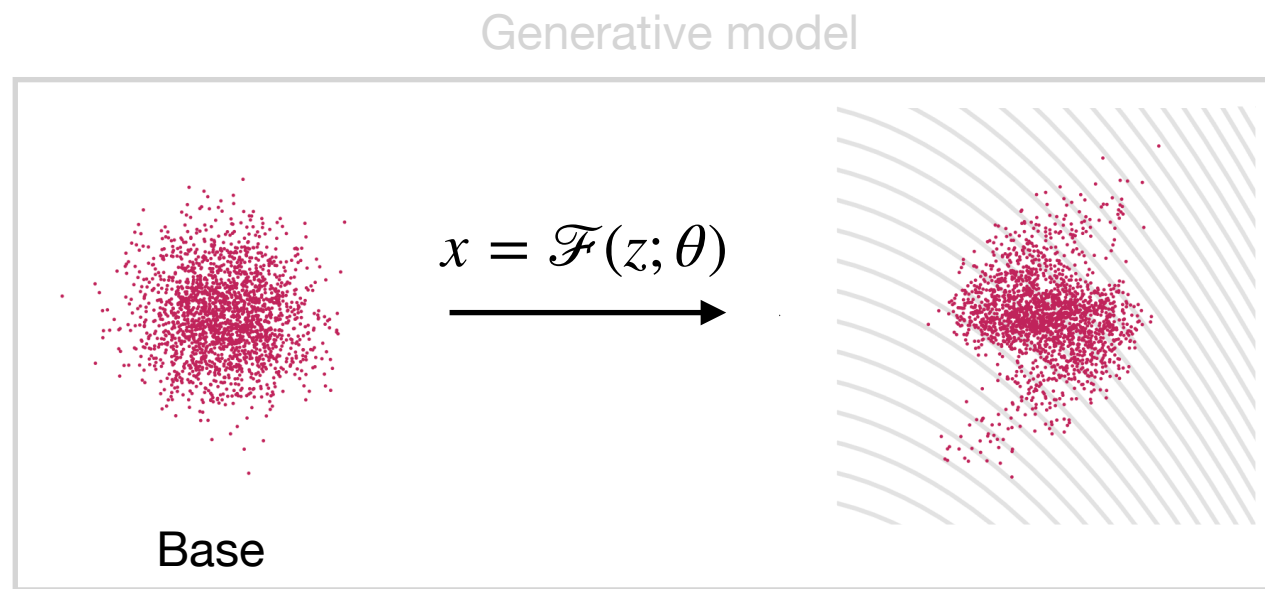 Generative model
x = ℱ(z; θ)
Base